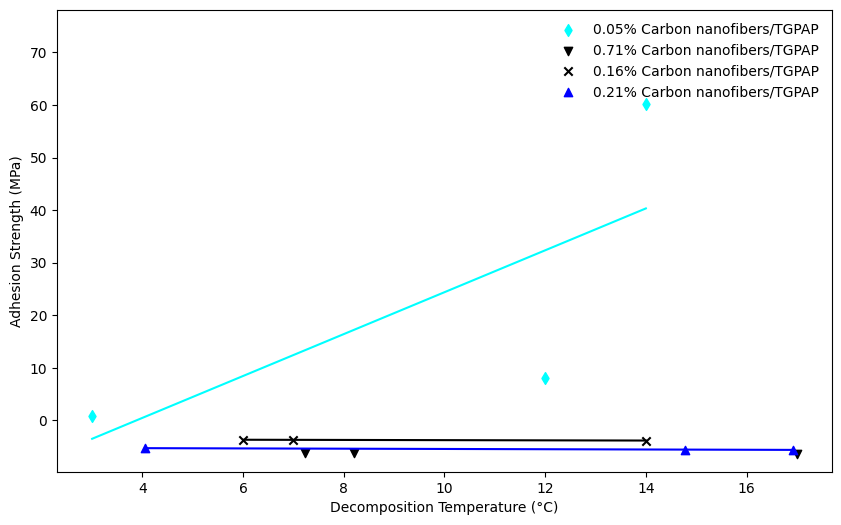 0.05% Carbon nanofibers/TGPAP
0.71% Carbon nanofibers/TGPAP
0.16% Carbon nanofibers/TGPAP
0.21% Carbon nanofibers/TGPAP
Adhesion Strength (MPa)
70
60
50
40
30
20
10
0
4 6 8 10 12 14 16
Decomposition Temperature (°C)